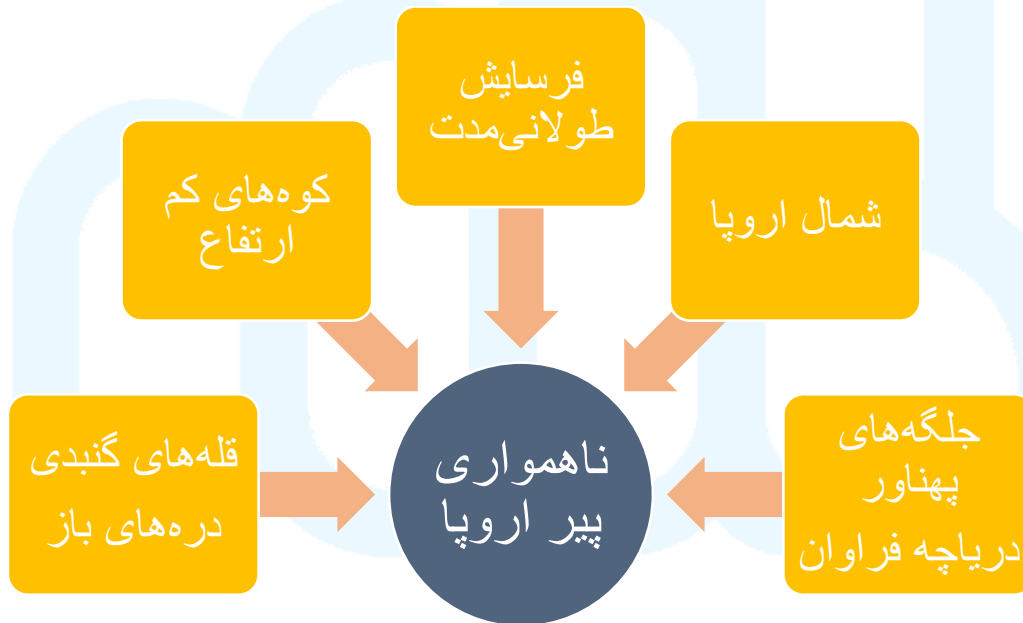 فرسایش
طولانی‌مدت
شمال اروپا
کوه‌های کم
ارتفاع
جلگه‌های
پهناور
دریاچه فراوان
قله‌های گنبدی
دره‌های باز
ناهمواری
پیر اروپا